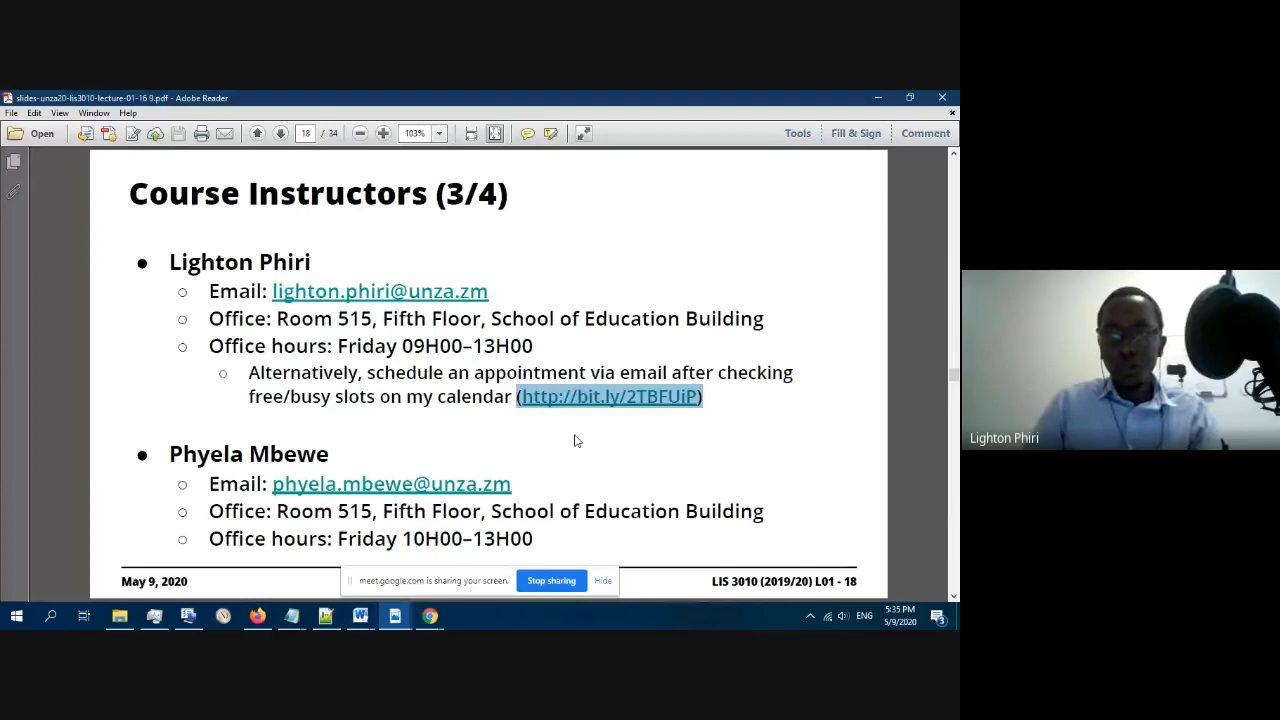 slides-unza20-lis3010-lecture-01-16 9.pdf - Adobe Reader
File Edit View Window Help
Open 18 / 34 103% Tools Fill & Sign Comment
Course Instructors (3/4)
● Lighton Phiri
○ Email: lighton.phiri@unza.zm
○ Office: Room 515, Fifth Floor, School of Education Building
○ Office hours: Friday 09H00–13H00
○ Alternatively, schedule an appointment via email after checking
free/busy slots on my calendar (http://bit.ly/2TBFUiP)
● Phyela Mbewe
○ Email: phyela.mbewe@unza.zm
○ Office: Room 515, Fifth Floor, School of Education Building
○ Office hours: Friday 10H00–13H00
May 9, 2020
LIS 3010 (2019/20) L01 - 18
meet.google.com is sharing your screen. Stop sharing Hide
ENG 5:35 PM
5/9/2020
3
Lighton Phiri